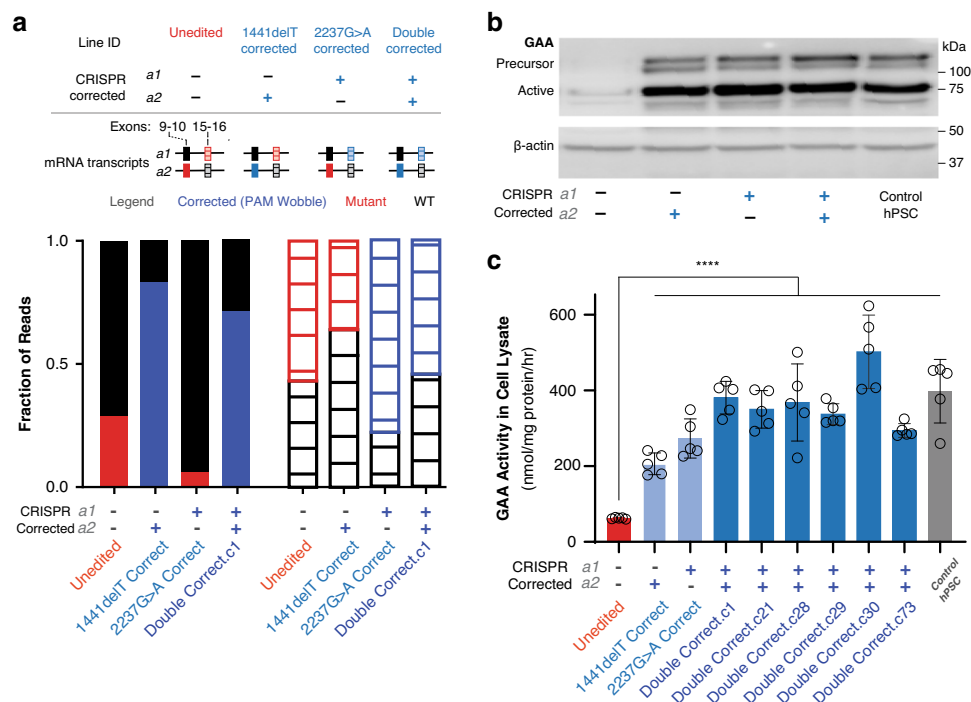 a
Line ID
Unedited
1441delT corrected
2237G>A corrected
Double corrected
CRISPR corrected
a1 – – + +
a2 – + – +
Exons: 9-10 15-16
mRNA transcripts
a1
a2
Legend Corrected (PAM Wobble) Mutant WT
Fraction of Reads
1.0
0.5
0.0
CRISPR a1 - - + + - - + +
Corrected a2 - + - + - + - +
Unedited
1441delT Correct
2237G>A Correct
Double Correct.c1
Unedited
1441delT Correct
2237G>A Correct
Double Correct.c1
b
GAA
Precursor
Active
β-actin
kDa
100
75
50
37
CRISPR a1 – – + +
Corrected a2 – + – +
Control hPSC
c
****
GAA Activity in Cell Lysate
(nmol/mg protein/hr)
600
400
200
0
CRISPR a1 - - + + + + + + +
Corrected a2 - + - + + + + + +
Unedited
1441delT Correct
2237G>A Correct
Double Correct.c1
Double Correct.c21
Double Correct.c28
Double Correct.c29
Double Correct.c30
Double Correct.c73
Control
hPSC